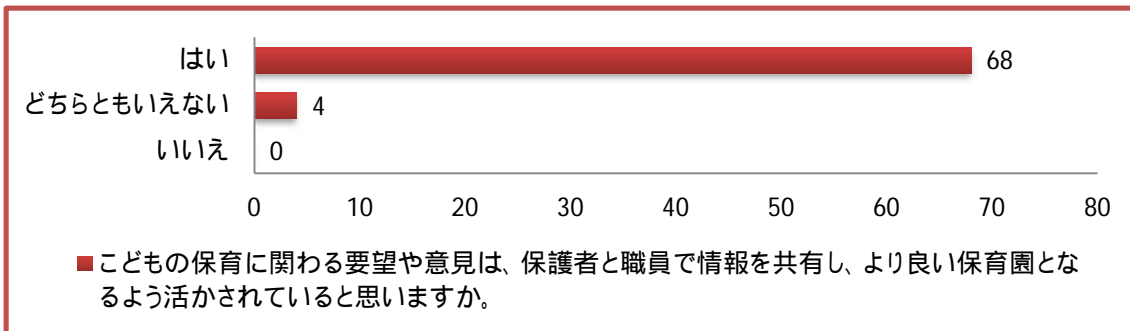 はい 68
どちらともいえない 4
いいえ 0
0 10 20 30 40 50 60 70 80
こどもの保育に関わる要望や意見は、保護者と職員で情報を共有し、より良い保育園とな
るよう活かされていると思いますか。